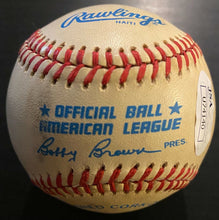 Rawlings
HAITI
OFFICIAL BALL
AMERICAN LEAGUE
Bobby Brown PRES.